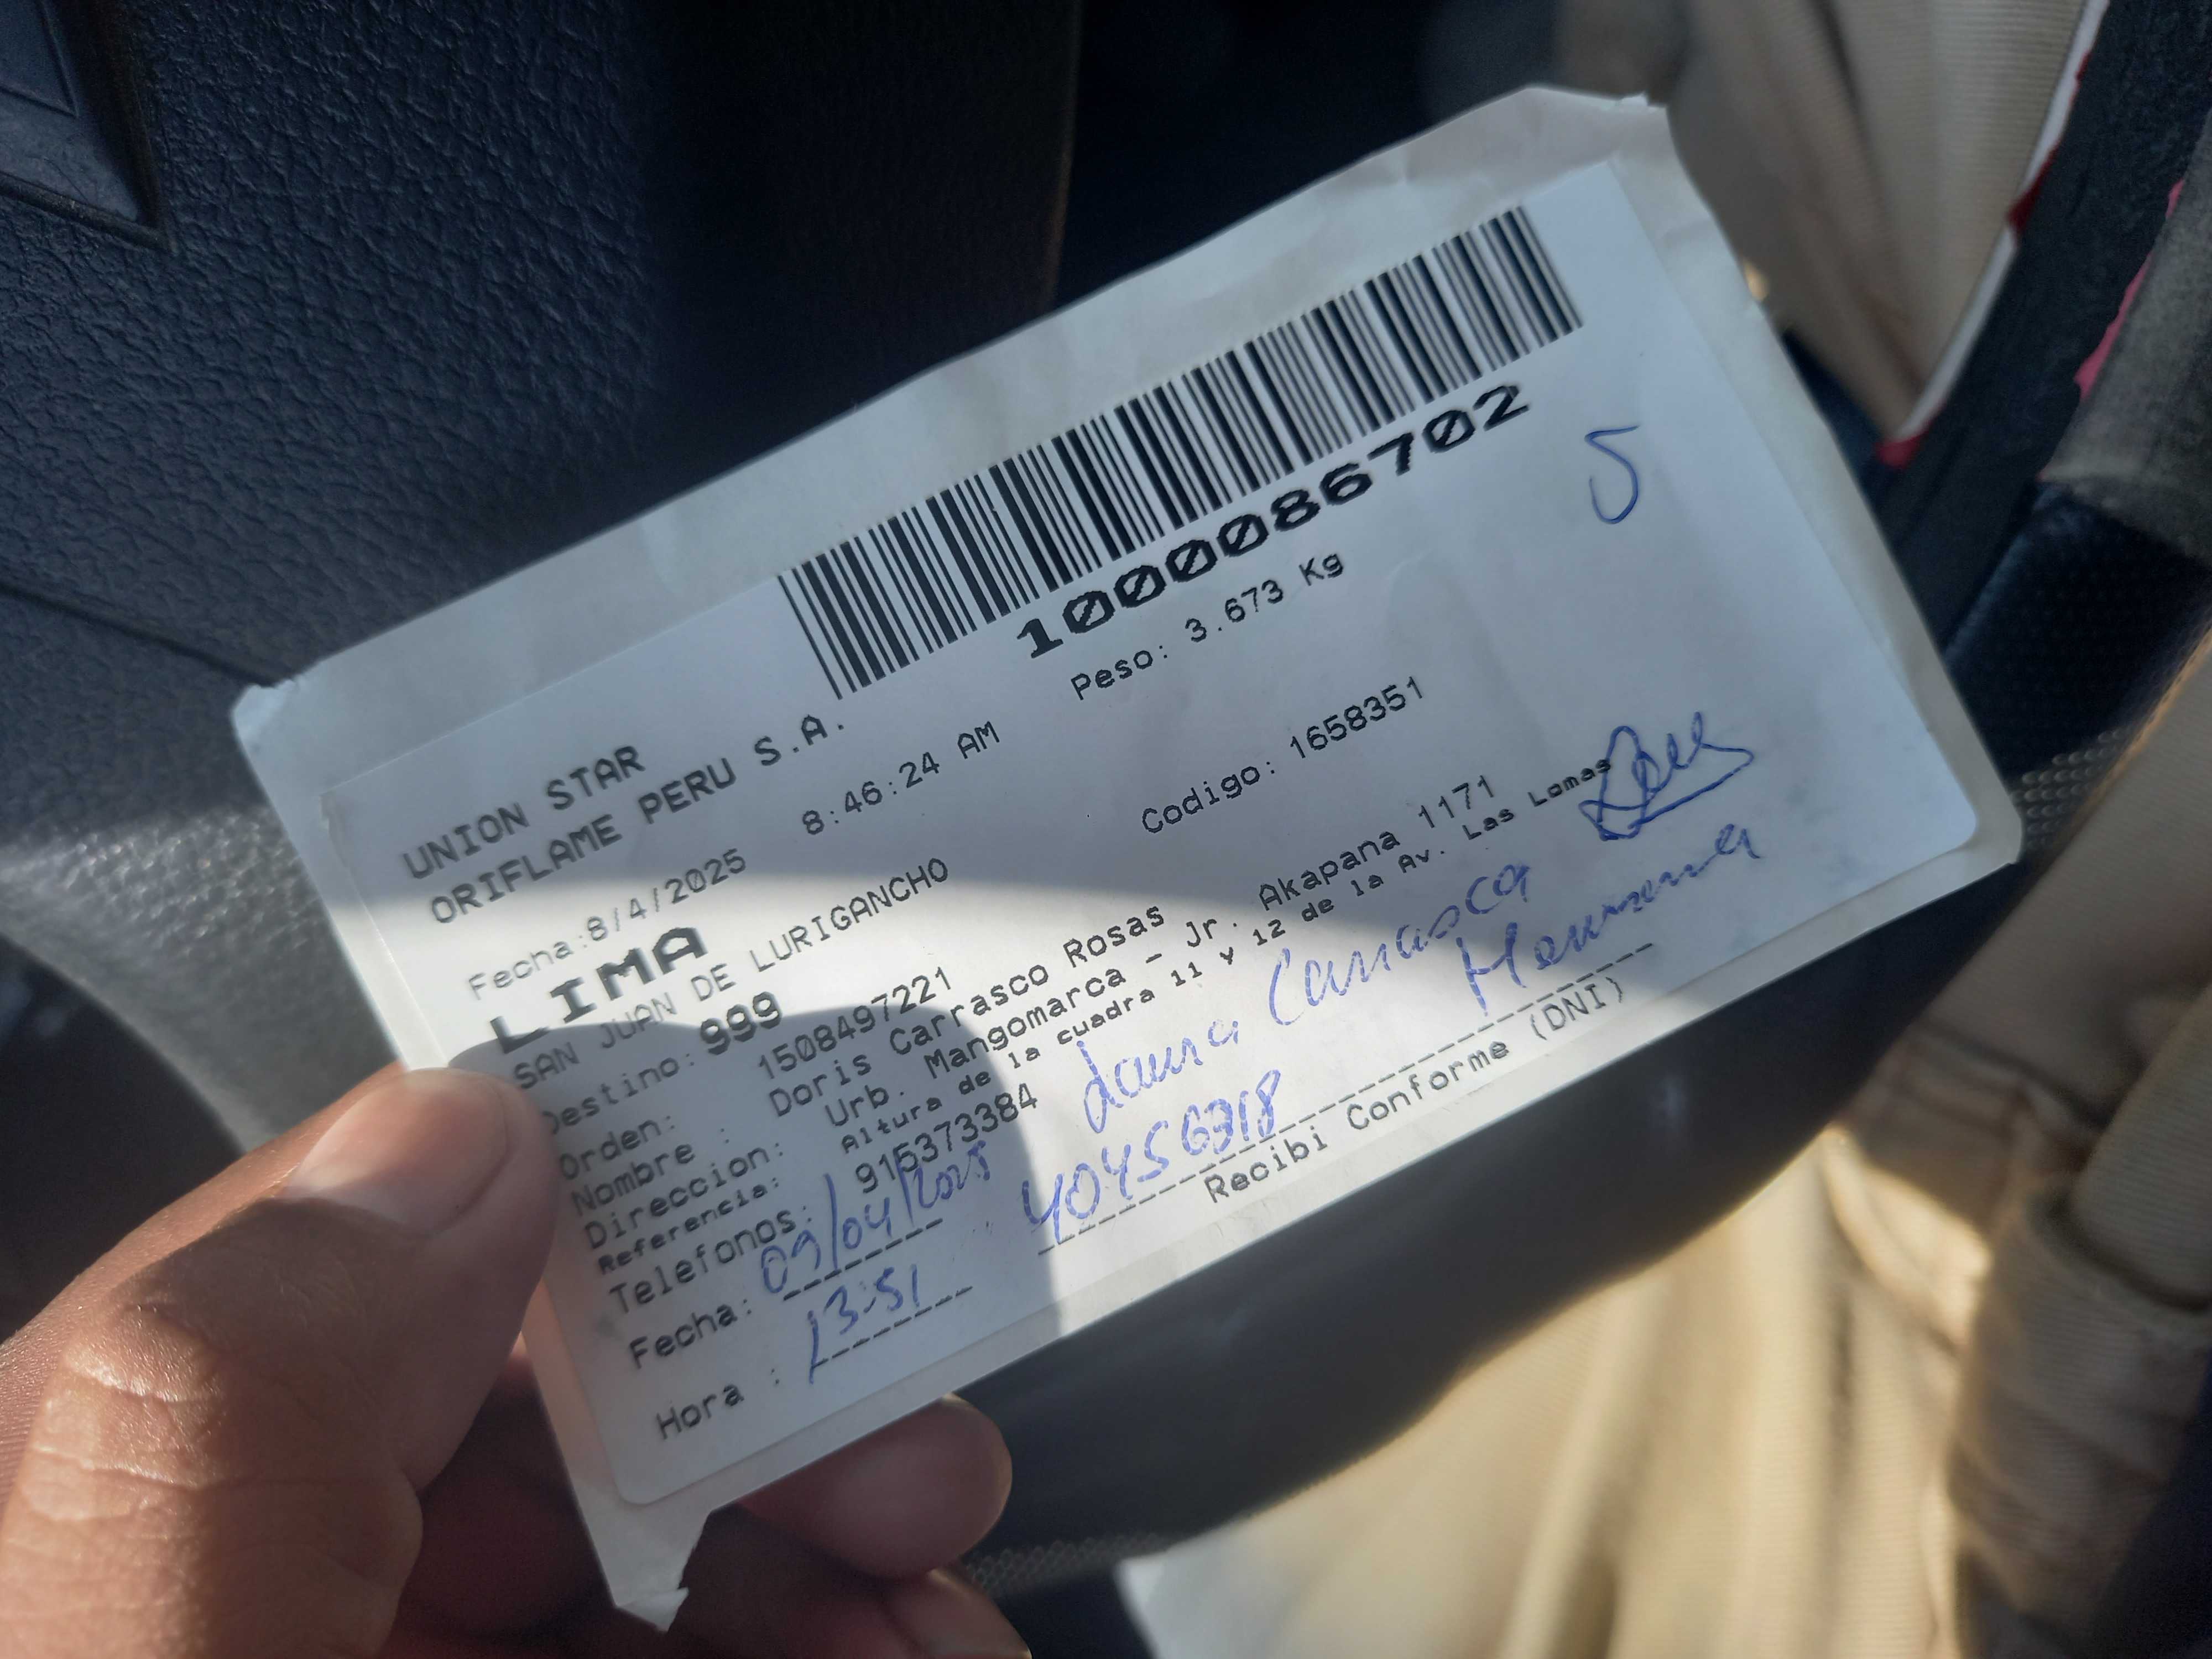 1000086702
5
UNION STAR
ORIFLAME PERU S.A.
Peso: 3.673 Kg
Fecha:8/4/2025 8:46:24 AM
LIMA
SAN JUAN DE LURIGANCHO
Codigo: 1658351
Destino: 999
Orden: 1508497221
Nombre : Doris Carrasco Rosas
Direccion: Urb. Mangomarca - Jr. Akapana 1171
Referencia: Altura de la cuadra 11 y 12 de la Av. Las Lomas
Telefonos: 915373384
Laura Carrasco
Hermana
Fecha: 09/04/2025
40456318
Hora : 13:51
Recibi Conforme (DNI)